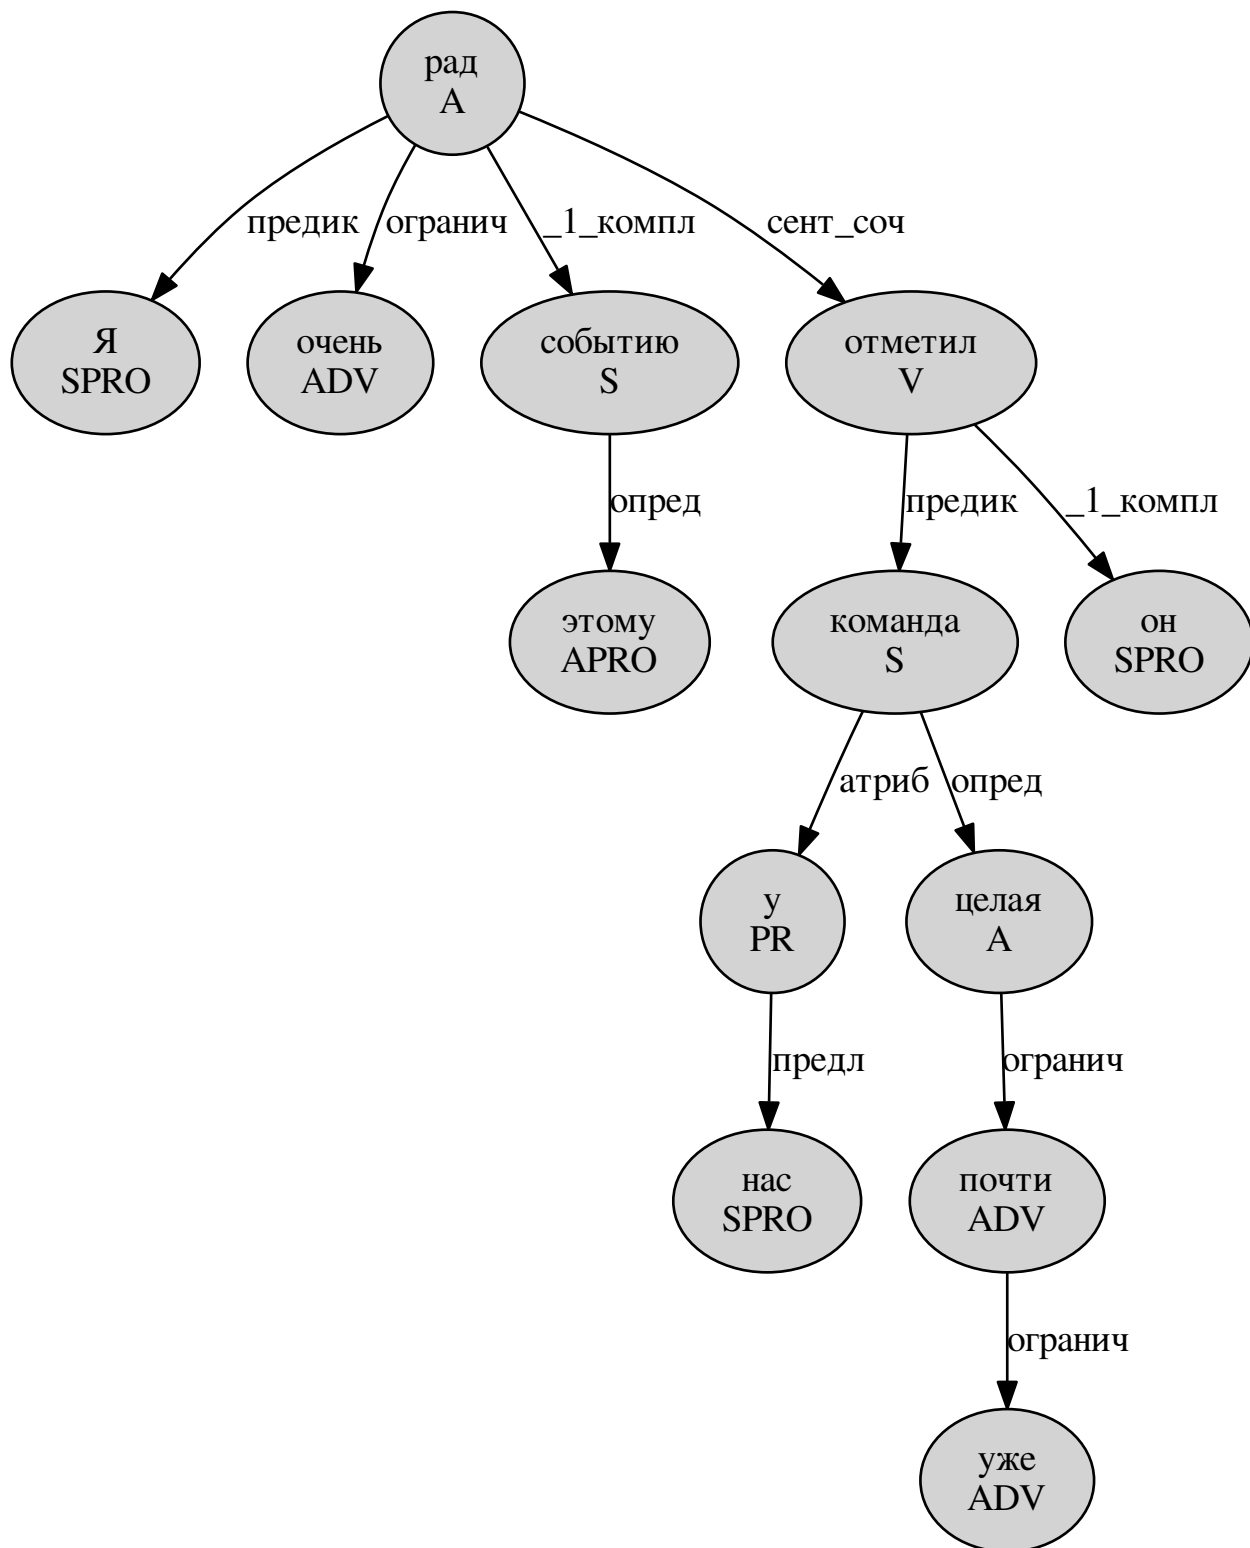 рад
A
предик
огранич
_1_компл
сент_соч
Я
SPRO
очень
ADV
событию
S
отметил
V
опред
предик
_1_компл
этому
APRO
команда
S
он
SPRO
атриб
опред
у
PR
целая
A
предл
огранич
нас
SPRO
почти
ADV
огранич
уже
ADV